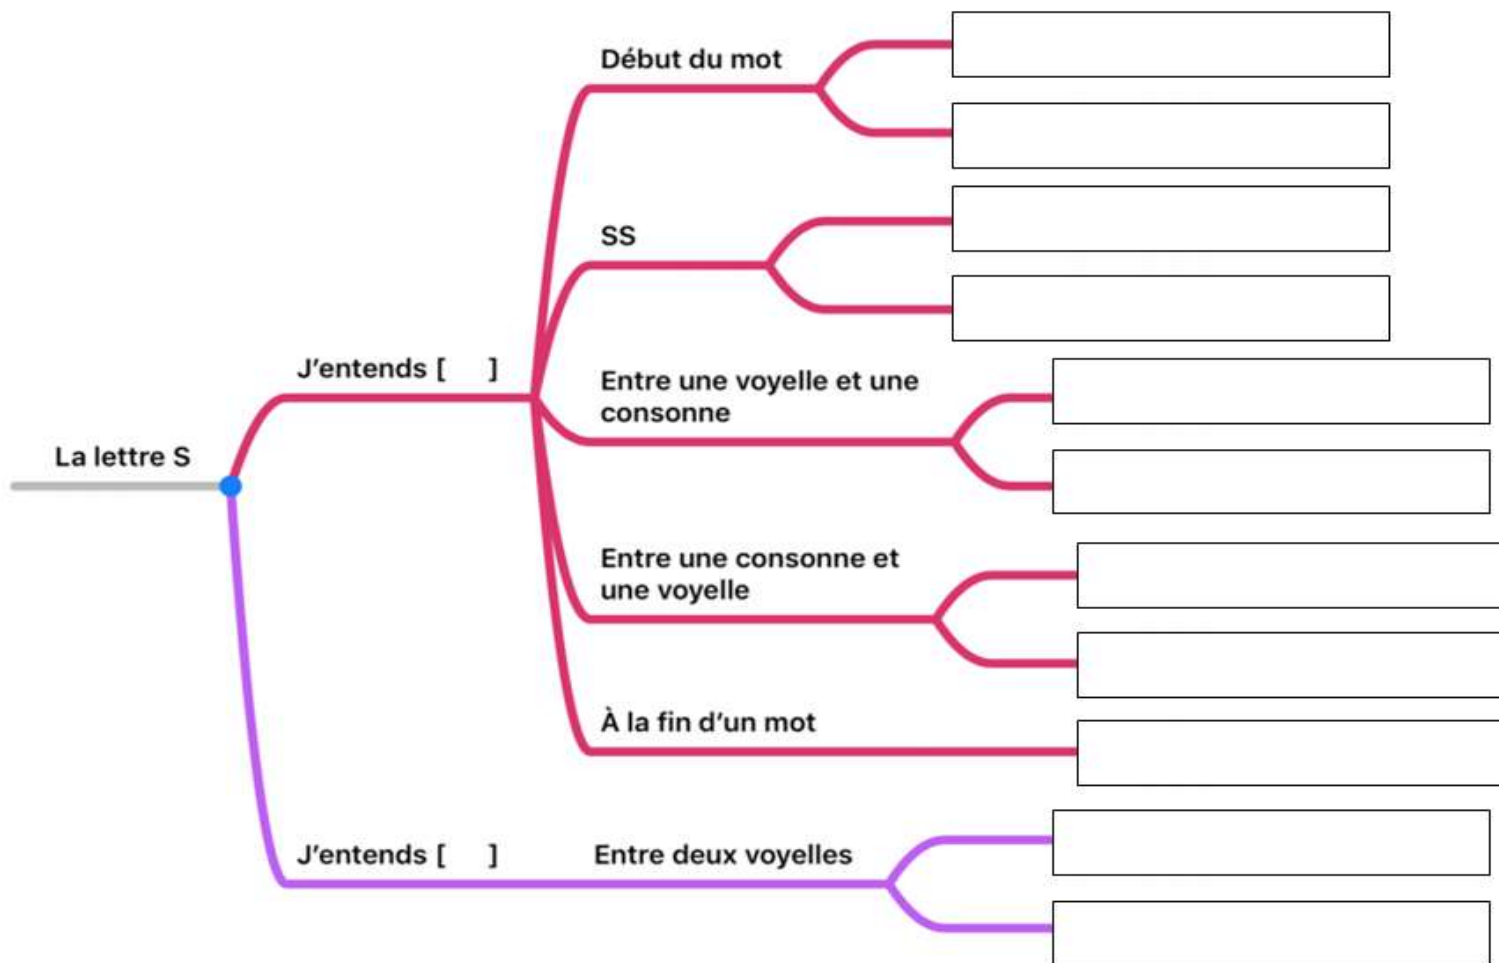 Début du mot
SS
J'entends [ ]
Entre une voyelle et une
consonne
La lettre S
Entre une consonne et
une voyelle
À la fin d'un mot
J'entends [ ]
Entre deux voyelles